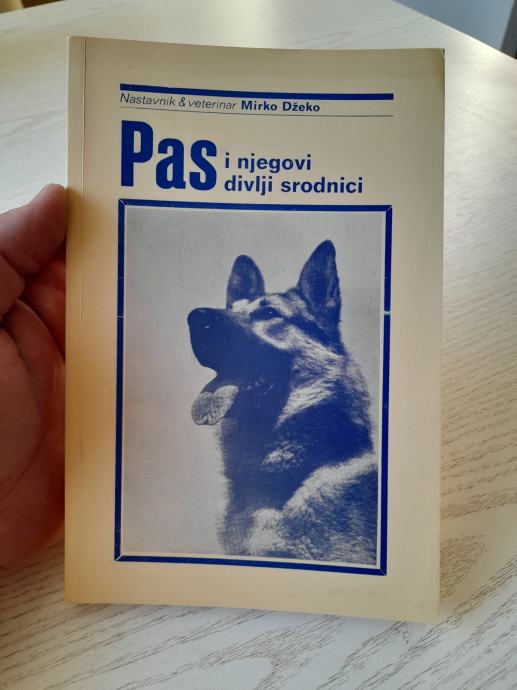 Nastavnik & veterinar Mirko Džeko
Pas i njegovi
divlji srodnici